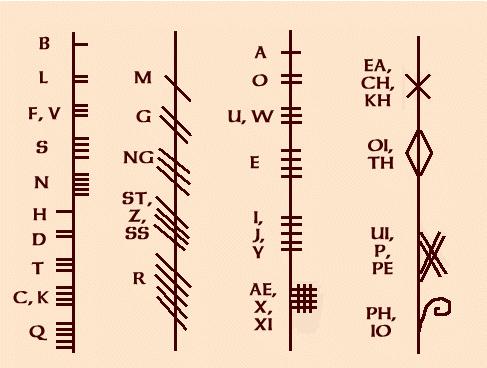 B
L
F, V
S
N
H
D
T
C, K
Q
M
G
NG
ST,
Z,
SS
R
A
O
U, W
E
I,
J,
Y
AE,
X,
XI
EA,
CH,
KH
OI,
TH
UI,
P,
PE
PH,
IO